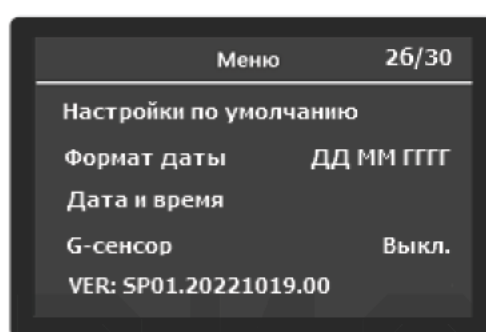 Меню 26/30
Настройки по умолчанию
Формат даты ДД ММ ГГГГ
Дата и время
G-сенсор Выкл.
VER: SP01.20221019.00